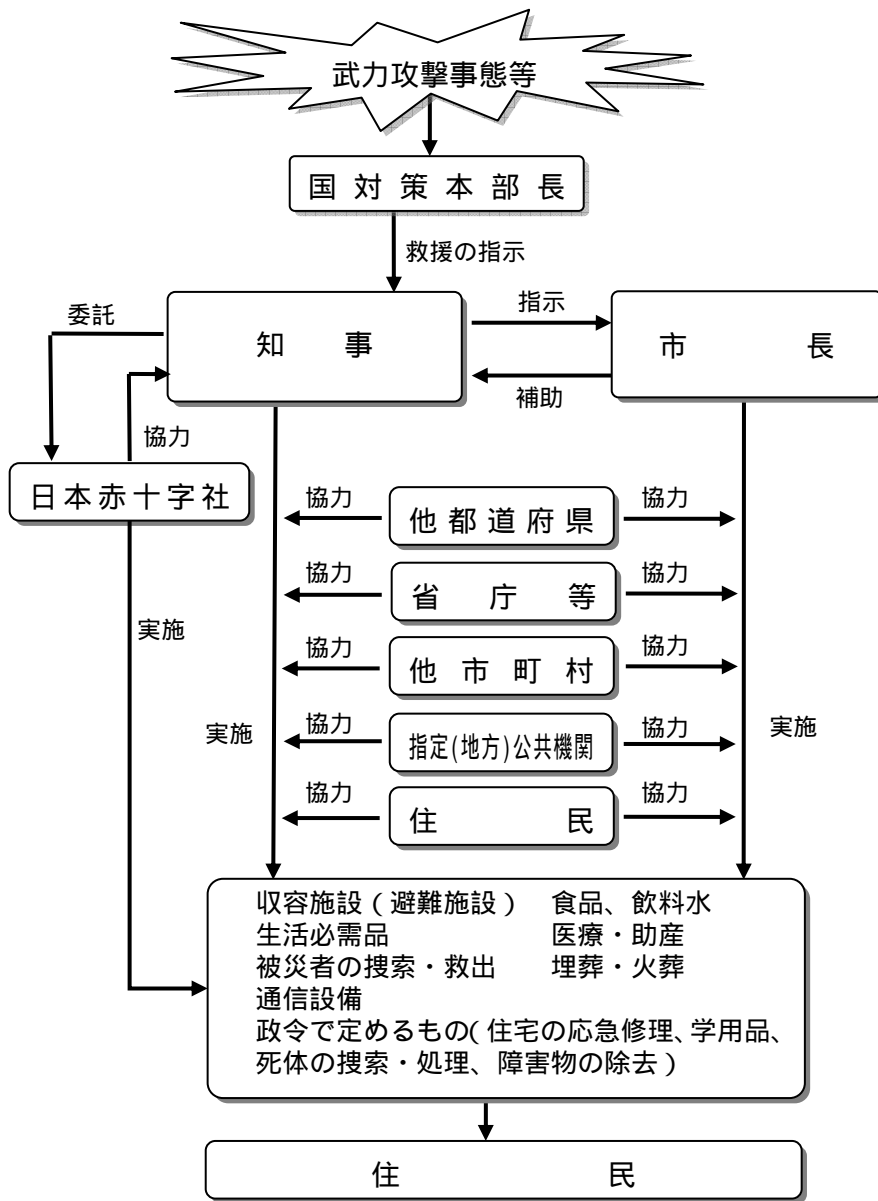 武力攻撃事態等
国対策本部長
救援の指示
委託
知事
指示
市長
補助
協力
日本赤十字社
協力
他都道府県
協力
協力
省庁等
協力
実施
協力
他市町村
協力
実施
協力
指定(地方)公共機関
協力
実施
協力
住民
協力
収容施設(避難施設) 食品、飲料水
生活必需品 医療・助産
被災者の捜索・救出 埋葬・火葬
通信設備
政令で定めるもの(住宅の応急修理、学用品、
死体の捜索・処理、障害物の除去)
住民